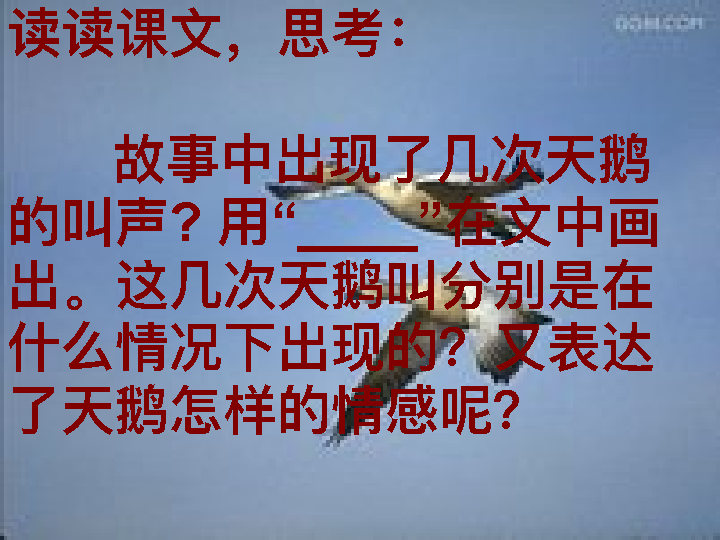 读读课文，思考：
故事中出现了几次天鹅
的叫声？用“_____”在文中画
出。这几次天鹅叫分别是在
什么情况下出现的？又表达
了天鹅怎样的情感呢？